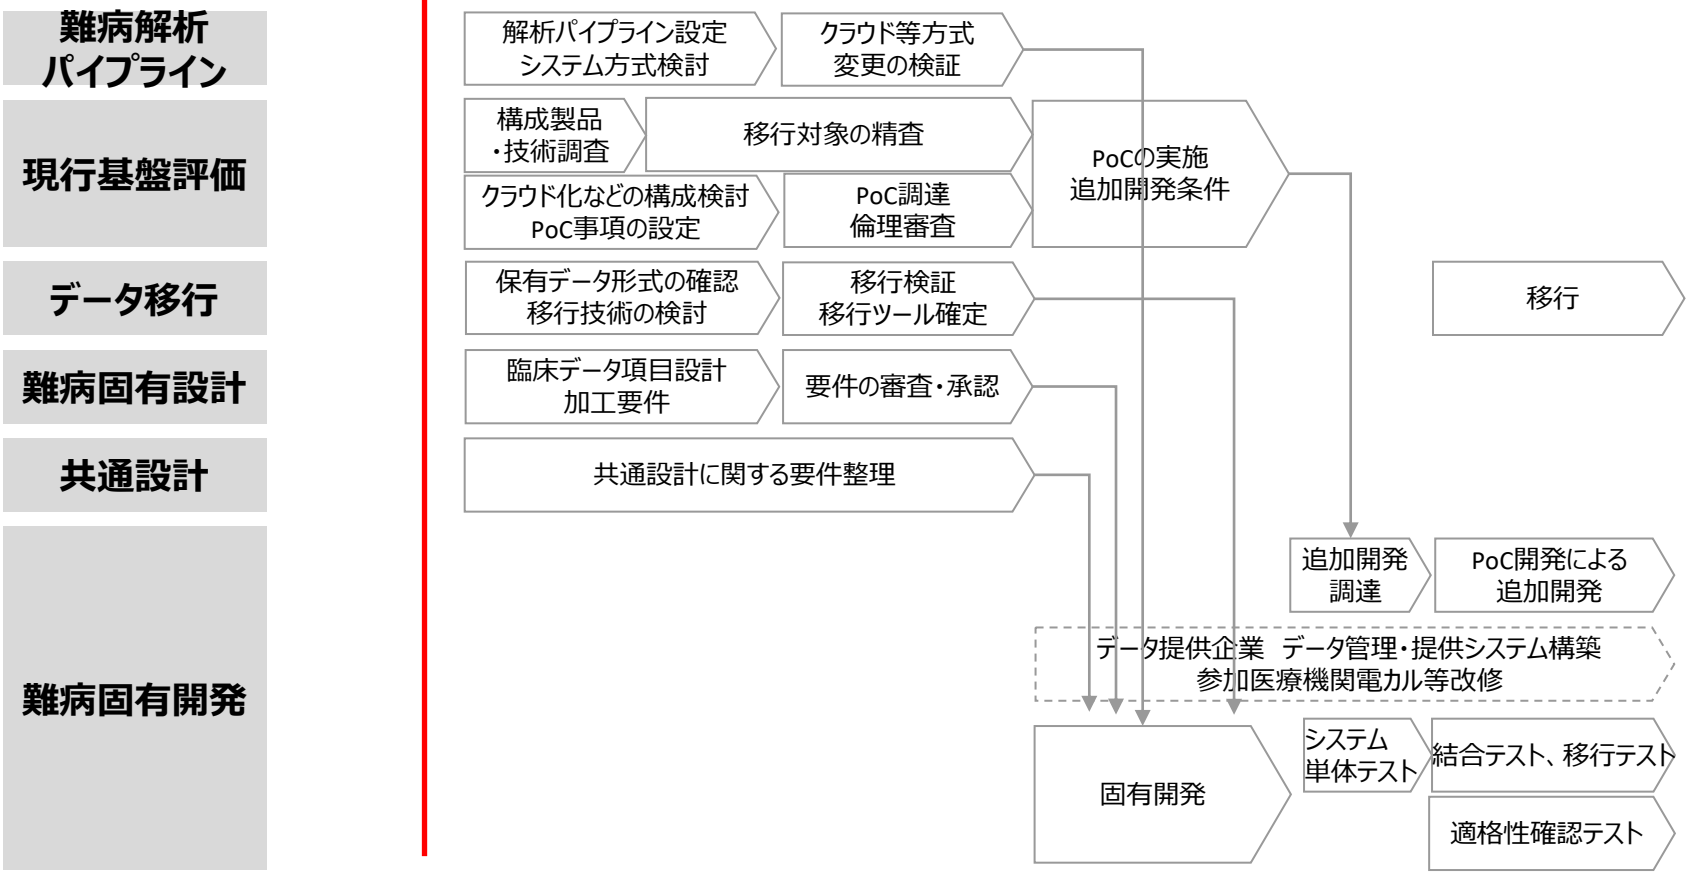 難病解析
パイプライン
解析パイプライン設定
システム方式検討
クラウド等方式
変更の検証
現行基盤評価
構成製品
・技術調査
移行対象の精査
PoCの実施
追加開発条件
クラウド化などの構成検討
PoC事項の設定
PoC調達
倫理審査
データ移行
保有データ形式の確認
移行技術の検討
移行検証
移行ツール確定
移行
難病固有設計
臨床データ項目設計
加工要件
要件の審査・承認
共通設計
共通設計に関する要件整理
難病固有開発
追加開発
調達
PoC開発による
追加開発
データ提供企業　データ管理・提供システム構築
参加医療機関電カル等改修
固有開発
システム
単体テスト
結合テスト、移行テスト
適格性確認テスト